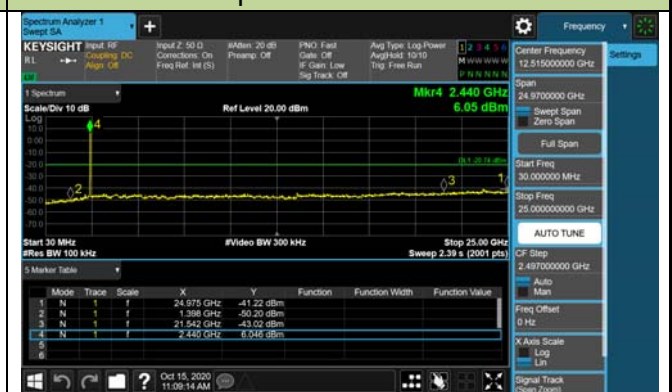 Spectrum Analyzer 1
Swept SA
+
Frequency
KEYSIGHT
RL
Input: RF
Coupling: DC
Align: Off
Input Z: 50 Ω
Corrections: On
Freq Ref: Int (S)
#Atten: 20 dB
Preamp: Off
PNO: Fast
Gate: Off
IF Gain: Low
Sig Track: Off
Avg Type: Log-Power
Avg|Hold: 10/10
Trig: Free Run
1 2 3 4 5 6
M W W W W W
P N N N N N
1 Spectrum
Scale/Div 10 dB
Ref Level 20.00 dBm
Mkr4 2.440 GHz
6.05 dBm
Log
10.0
0.00
-10.0
-20.0
-30.0
-40.0
-50.0
-60.0
-70.0
4
2
3
1
Start 30 MHz
#Video BW 300 kHz
Stop 25.00 GHz
#Res BW 100 kHz
Sweep 2.39 s (2001 pts)
5 Marker Table
Mode Trace Scale X Y Function Function Width Function Value
1 N 1 f 24.975 GHz -41.22 dBm
2 N 1 f 1.398 GHz -50.20 dBm
3 N 1 f 21.542 GHz -43.02 dBm
4 N 1 f 2.440 GHz 6.046 dBm
5
6
Oct 15, 2020
11:09:14 AM
Center Frequency
12.515000000 GHz
Settings
Span
24.9700000 GHz
Swept Span
Zero Span
Full Span
Start Freq
30.000000 MHz
Stop Freq
25.000000000 GHz
AUTO TUNE
CF Step
2.497000000 GHz
Auto
Man
Freq Offset
0 Hz
X Axis Scale
Log
Lin
Signal Track
(Span Zoom)